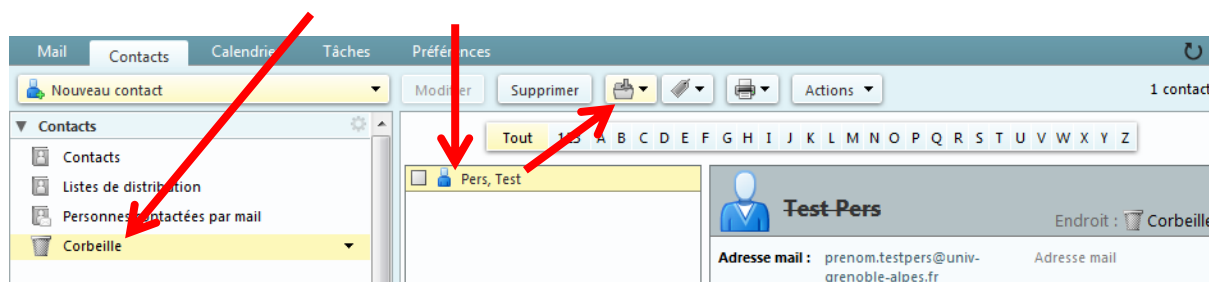 Mail Contacts Calendrier Tâches Préférences
Nouveau contact Modifier Supprimer Actions 1 contact
Contacts
Tout 123 A B C D E F G H I J K L M N O P Q R S T U V W X Y Z
Contacts
Listes de distribution
Personnes contactées par mail
Corbeille
Pers, Test
Test Pers
Endroit : Corbeille
Adresse mail : prenom.testpers@univ-
grenoble-alpes.fr
Adresse mail